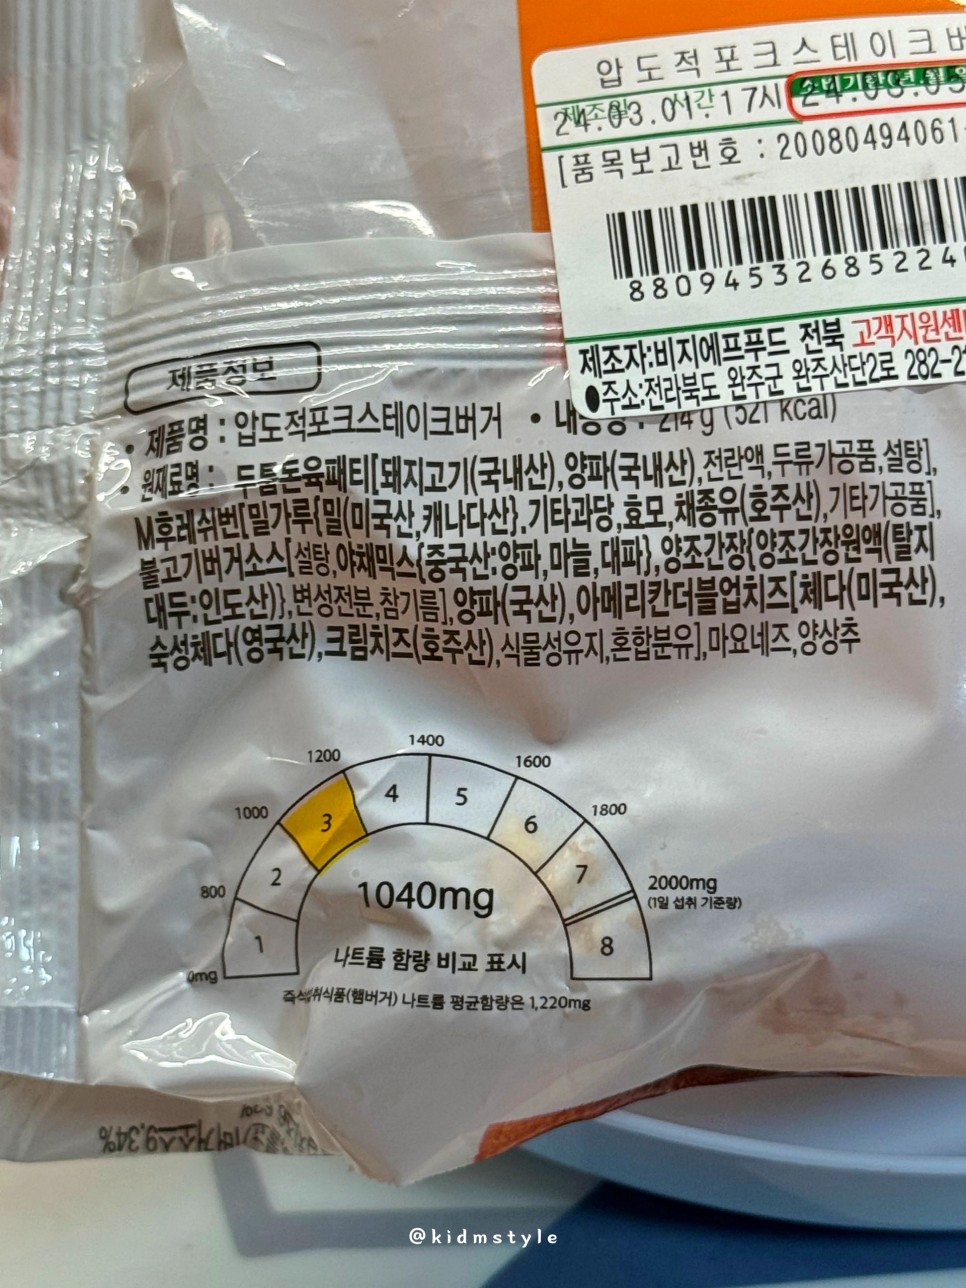 압도적포크스테이크버
제조일 시간
24.03.01. 17시
24.03.03
[품목보고번호 : 20080494061
8809453268522
제조자:비지에프푸드 전북 고객지원센
●주소:전라북도 완주군 완주산단2로 282-2
제품정보
• 제품명 : 압도적포크스테이크버거 • 내용량 : 214g (521 kcal)
• 원재료명 : 두툼돈육패티[돼지고기(국내산),양파(국내산),전란액,두류가공품,설탕],
M후레쉬번[밀가루{밀(미국산,캐나다산}.기타과당,효모,채종유(호주산),기타가공품],
불고기버거소스[설탕,야채믹스{중국산:양파,마늘,대파},양조간장{양조간장원액(탈지
대두:인도산)},변성전분,참기름],양파(국산),아메리칸더블업치즈[체다(미국산),
숙성체다(영국산),크림치즈(호주산),식물성유지,혼합분유],마요네즈,양상추
0mg 800 1000 1200 1400 1600 1800 2000mg
(1일 섭취 기준량)
1 2 3 4 5 6 7 8
1040mg
나트륨 함량 비교 표시
즉석섭취식품(햄버거) 나트륨 평균함량은 1,220mg
9.34%
@kidmstyle